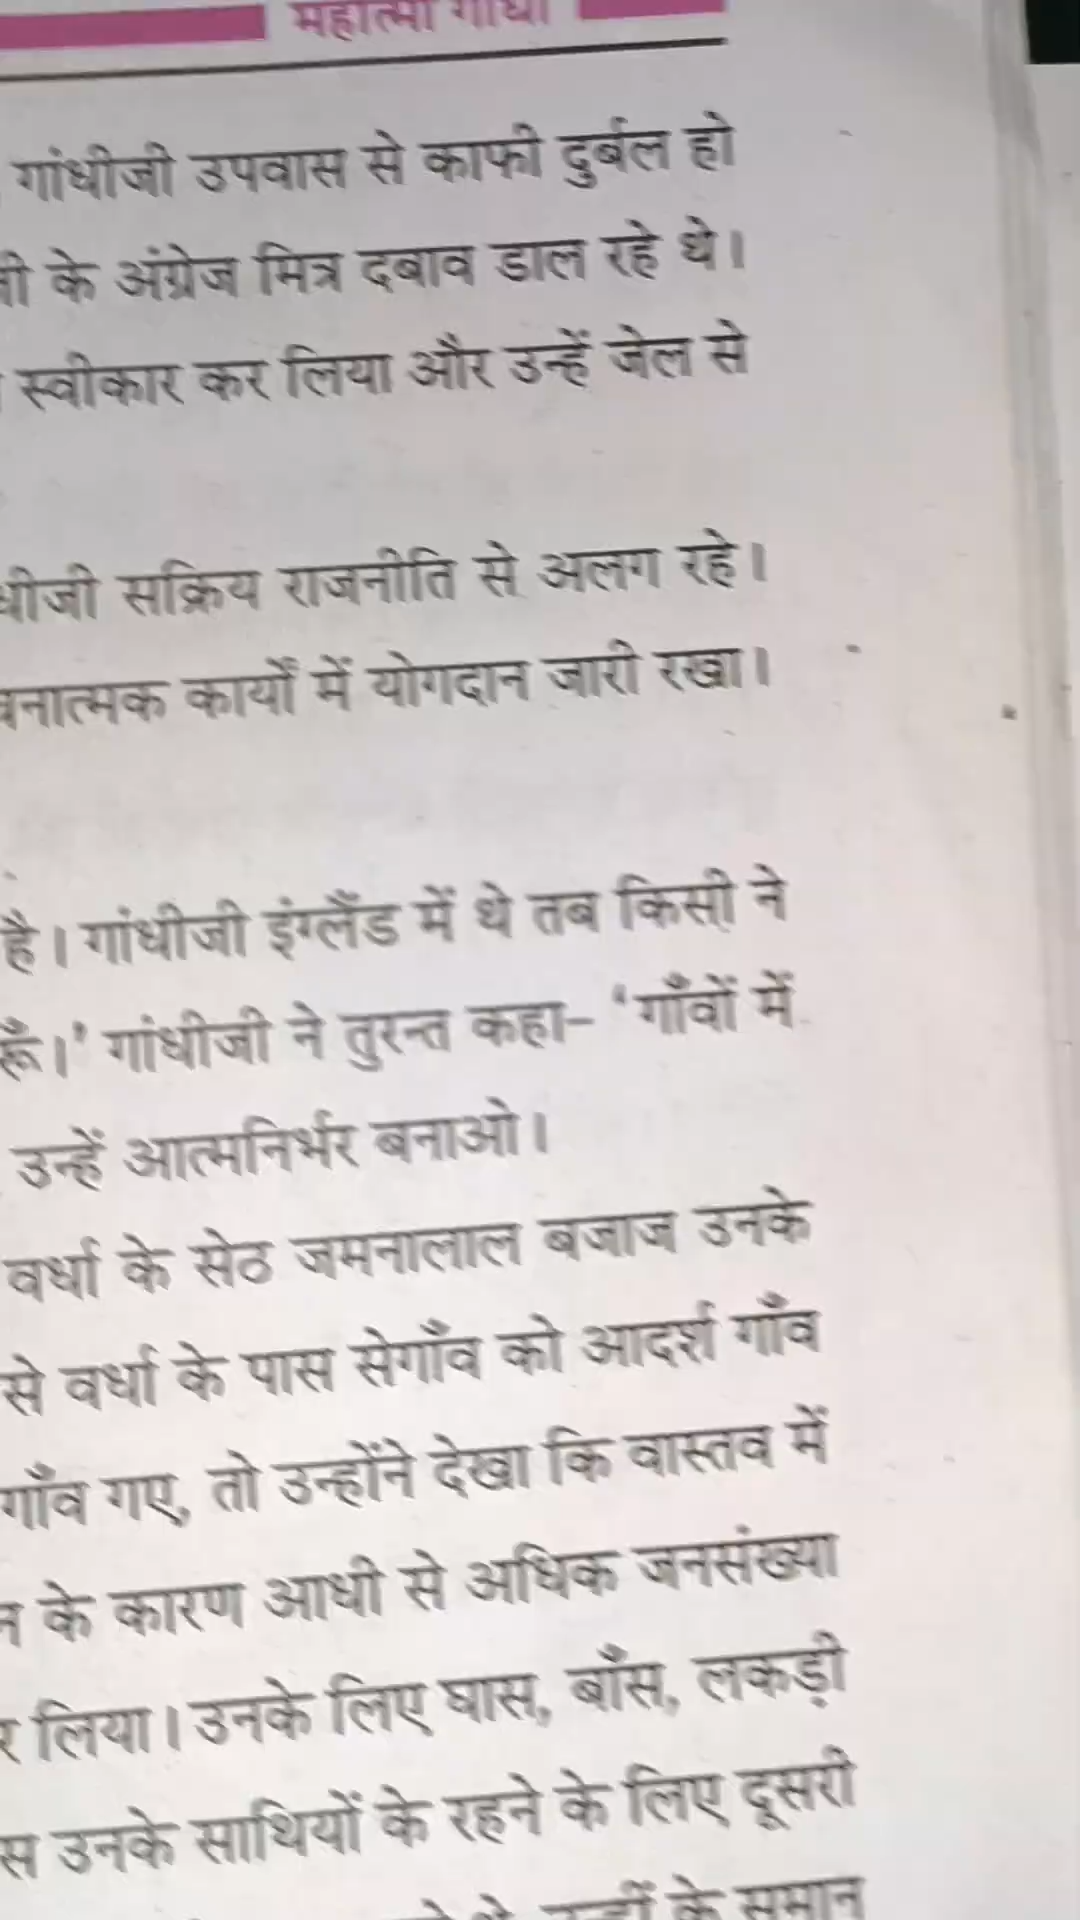 महात्मा गांधी
गांधीजी उपवास से काफी दुर्बल हो
के अंग्रेज मित्र दबाव डाल रहे थे।
स्वीकार कर लिया और उन्हें जेल से
सक्रिय राजनीति से अलग रहे।
कार्यों में योगदान जारी रखा।
है। गांधीजी इंग्लैंड में थे तब किसी ने
गांधीजी ने तुरन्त कहा- ‘गाँवों में
उन्हें आत्मनिर्भर बनाओ।
वर्धा के सेठ जमनालाल बजाज उनके
से वर्धा के पास सेगाँव को आदर्श गाँव
गाँव गए, तो उन्होंने देखा कि वास्तव में
के कारण आधी से अधिक जनसंख्या
लिया। उनके लिए घास, बाँस, लकड़ी
उनके साथियों के रहने के लिए दूसरी
के समान